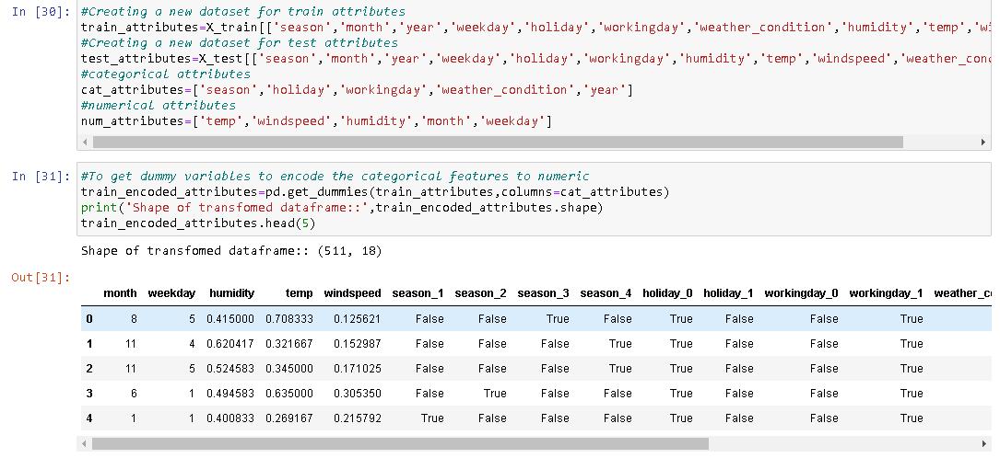 In [30]: #Creating a new dataset for train attributes
train_attributes=X_train[['season','month','year','weekday','holiday','workingday','weather_condition','humidity','temp','wi
#Creating a new dataset for test attributes
test_attributes=X_test[['season','month','year','weekday','holiday','workingday','humidity','temp','windspeed','weather_con
#categorical attributes
cat_attributes=['season','holiday','workingday','weather_condition','year']
#numerical attributes
num_attributes=['temp','windspeed','humidity','month','weekday']
In [31]: #To get dummy variables to encode the categorical features to numeric
train_encoded_attributes=pd.get_dummies(train_attributes,columns=cat_attributes)
print('Shape of transfomed dataframe::',train_encoded_attributes.shape)
train_encoded_attributes.head(5)
Shape of transfomed dataframe:: (511, 18)
Out[31]:
month weekday humidity temp windspeed season_1 season_2 season_3 season_4 holiday_0 holiday_1 workingday_0 workingday_1 weather_c
0 8 5 0.415000 0.708333 0.125621 False False True False True False False True
1 11 4 0.620417 0.321667 0.152987 False False False True True False False True
2 11 5 0.524583 0.345000 0.171025 False False False True True False False True
3 6 1 0.494583 0.635000 0.305350 False True False False True False False True
4 1 1 0.400833 0.269167 0.215792 True False False False True False False True